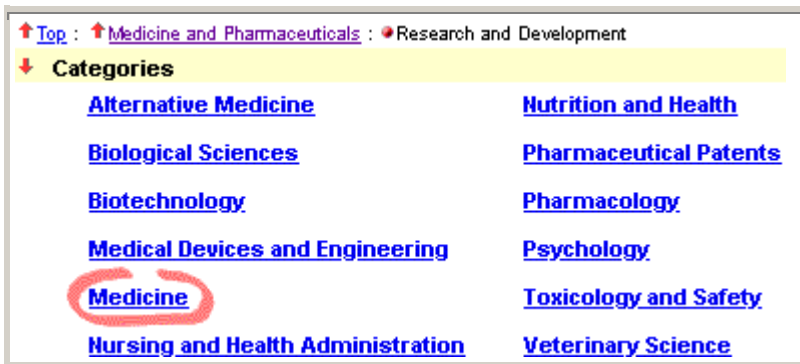 Top : Medicine and Pharmaceuticals : Research and Development
Categories
Alternative Medicine
Biological Sciences
Biotechnology
Medical Devices and Engineering
Medicine
Nursing and Health Administration
Nutrition and Health
Pharmaceutical Patents
Pharmacology
Psychology
Toxicology and Safety
Veterinary Science